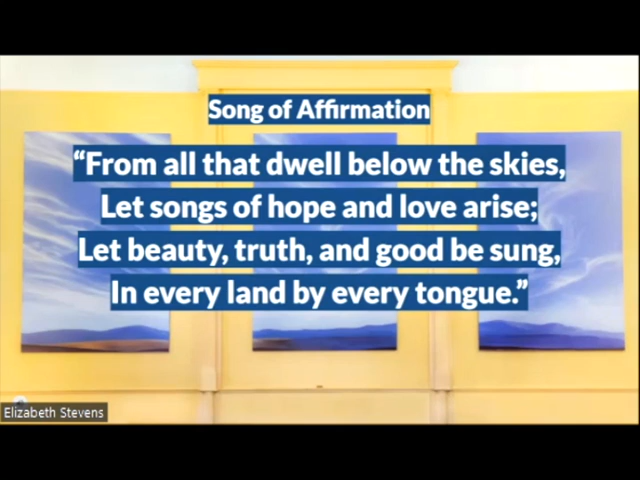 Song of Affirmation
“From all that dwell below the skies,
Let songs of hope and love arise;
Let beauty, truth, and good be sung,
In every land by every tongue.”
Elizabeth Stevens